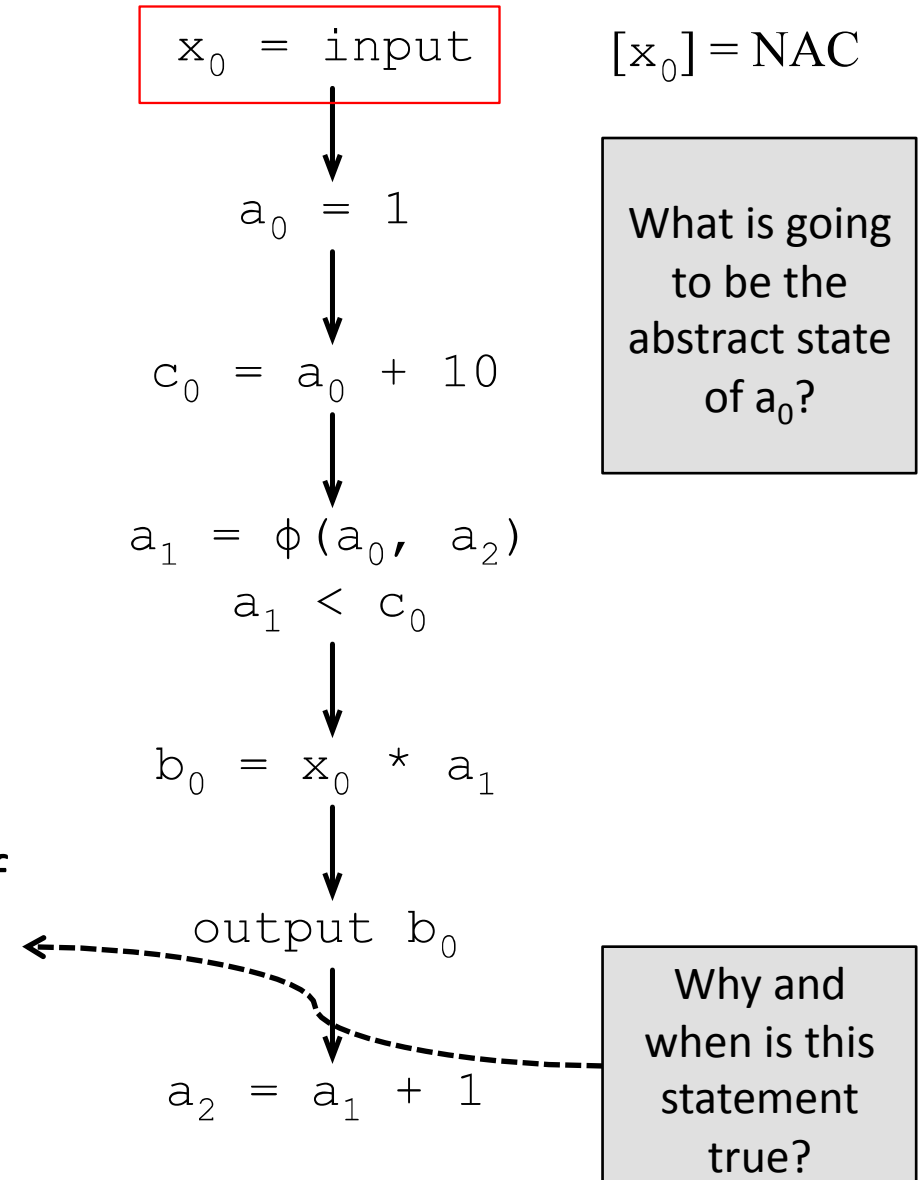 x₀ = input
[x₀] = NAC
a₀ = 1
What is going
to be the
abstract state
of a₀?
c₀ = a₀ + 10
a₁ = ϕ(a₀, a₂)
a₁ < c₀
b₀ = x₀ * a₁
output b₀
Why and
when is this
statement
true?
a₂ = a₁ + 1